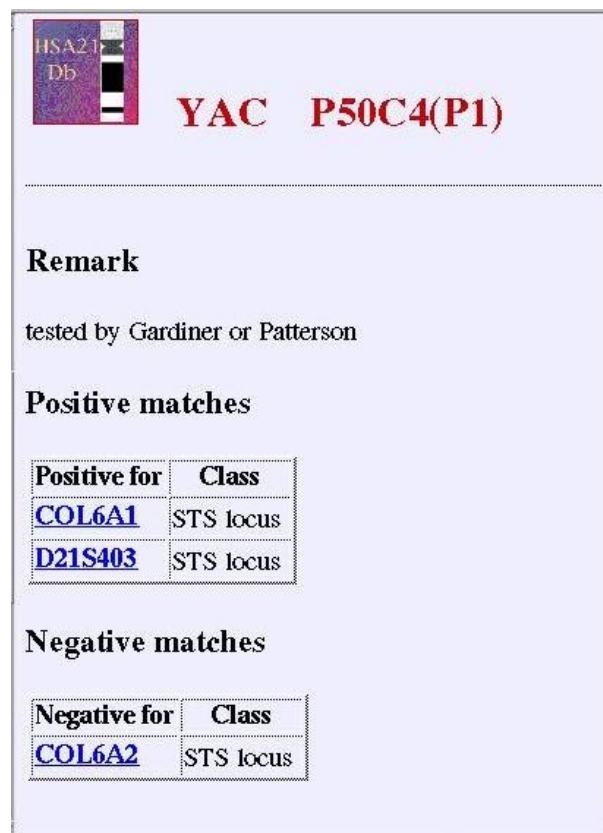 HSA21
Db
YAC P50C4(P1)
Remark
tested by Gardiner or Patterson
Positive matches
Positive for Class
COL6A1 STS locus
D21S403 STS locus
Negative matches
Negative for Class
COL6A2 STS locus